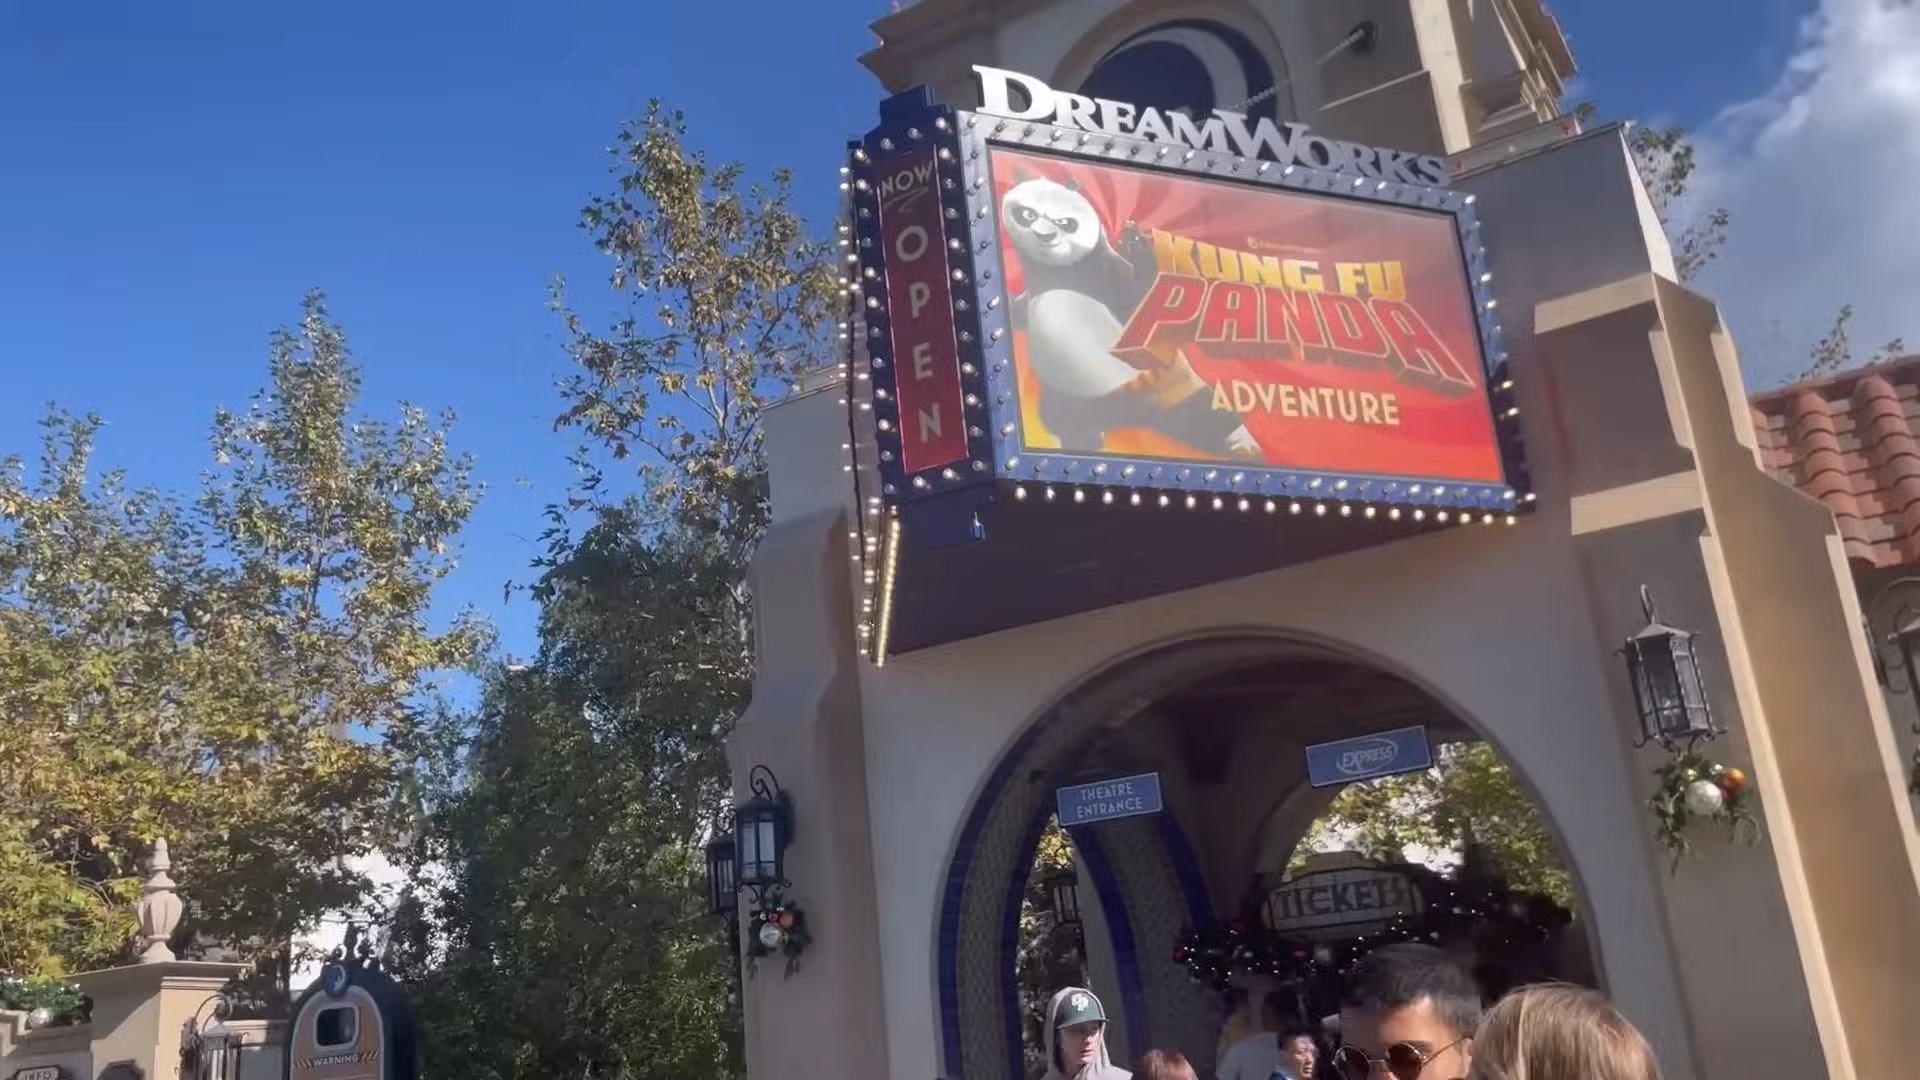 DREAMWORKS
NOW
OPEN
KUNG FU
PANDA
ADVENTURE
THEATRE
ENTRANCE
EXPRESS
TICKETS
WARNING
INFO